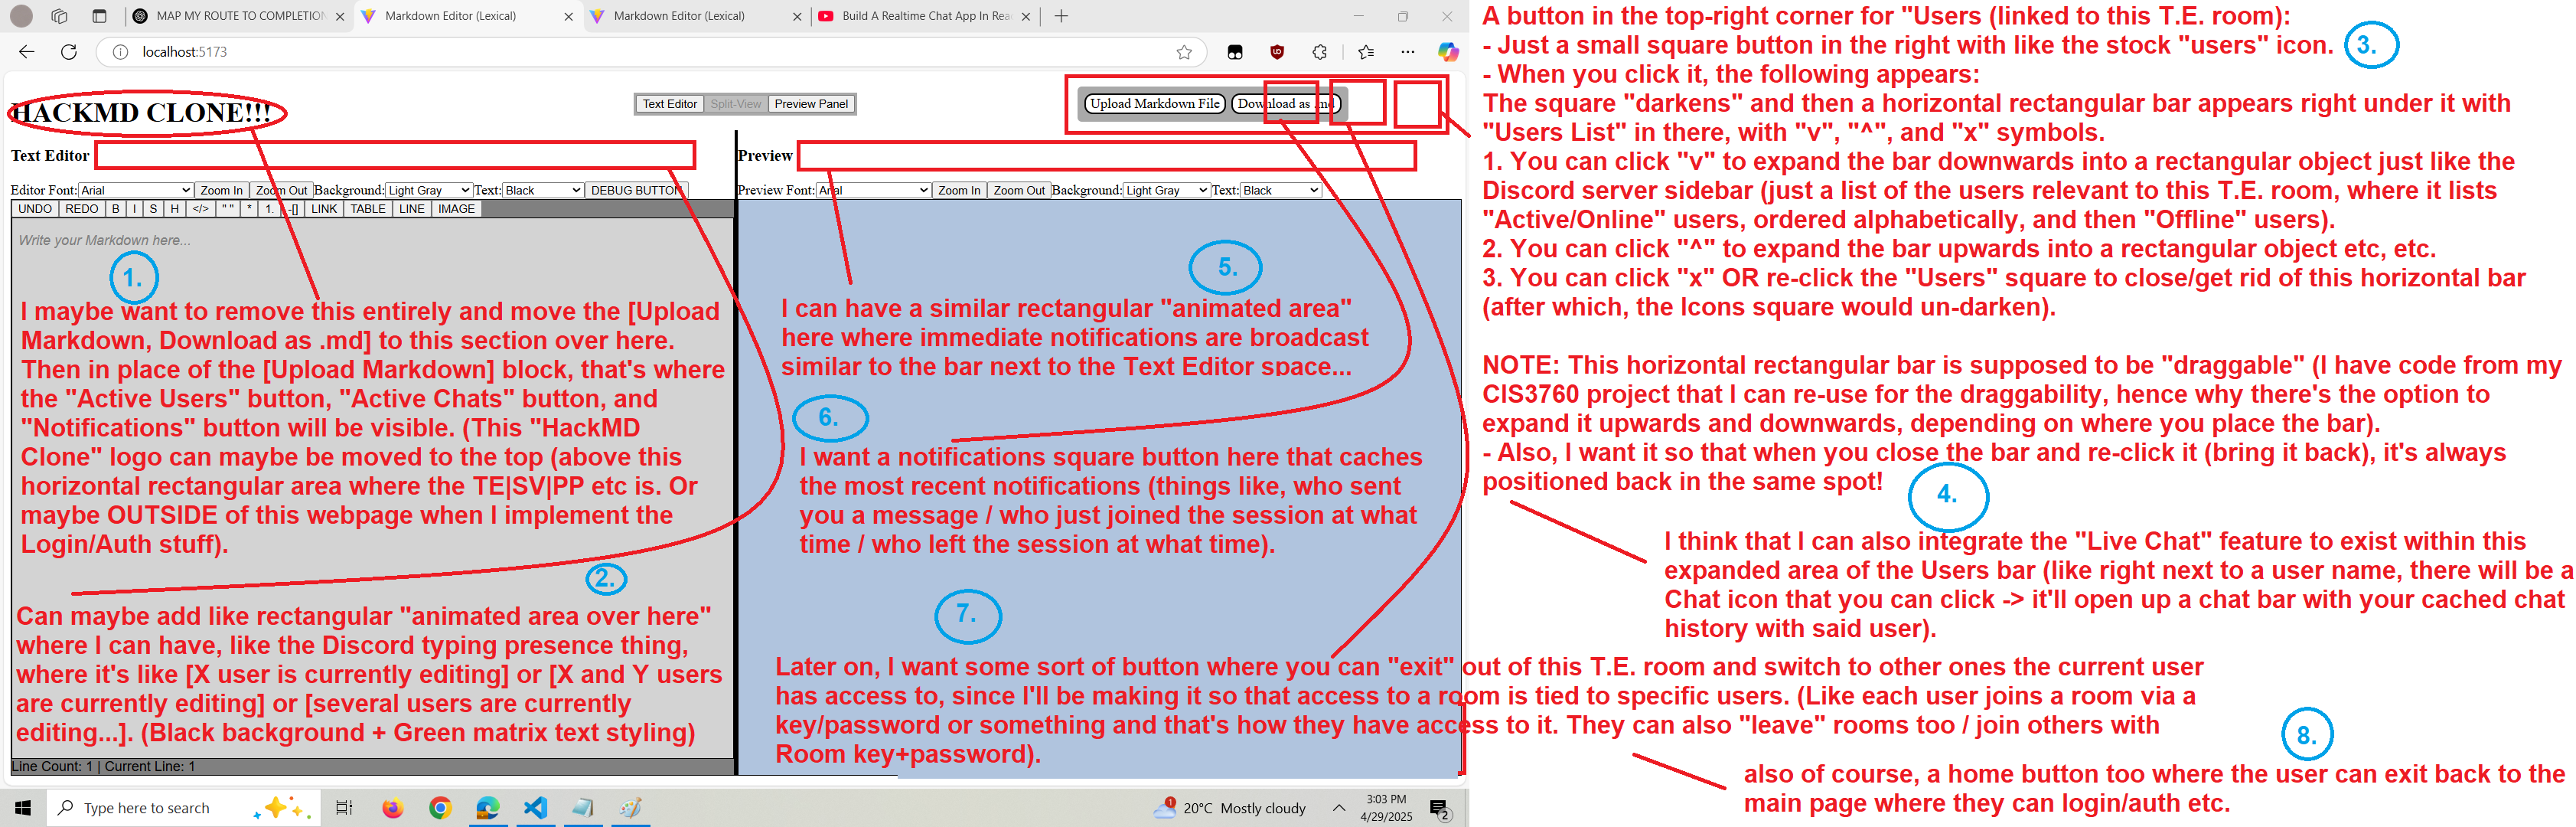 MAP MY ROUTE TO COMPLETION
Markdown Editor (Lexical)
Markdown Editor (Lexical)
Build A Realtime Chat App In Rea
localhost:5173
HACKMD CLONE!!!
Text Editor
Split-View
Preview Panel
Upload Markdown File
Download as .md
Text Editor
Preview
Editor Font:
Arial
Zoom In
Zoom Out
Background:
Light Gray
Text:
Black
DEBUG BUTTON
Preview Font:
Arial
Zoom In
Zoom Out
Background:
Light Gray
Text:
Black
UNDO
REDO
B
I
S
H
</>
" "
*
1.
-[]
LINK
TABLE
LINE
IMAGE
Write your Markdown here...
1.
I maybe want to remove this entirely and move the [Upload
Markdown, Download as .md] to this section over here.
Then in place of the [Upload Markdown] block, that's where
the "Active Users" button, "Active Chats" button, and
"Notifications" button will be visible. (This "HackMD
Clone" logo can maybe be moved to the top (above this
horizontal rectangular area where the TE|SV|PP etc is. Or
maybe OUTSIDE of this webpage when I implement the
Login/Auth stuff).
2.
Can maybe add like rectangular "animated area over here"
where I can have, like the Discord typing presence thing,
where it's like [X user is currently editing] or [X and Y users
are currently editing] or [several users are currently
editing...]. (Black background + Green matrix text styling)
Line Count: 1 | Current Line: 1
5.
I can have a similar rectangular "animated area"
here where immediate notifications are broadcast
similar to the bar next to the Text Editor space...
6.
I want a notifications square button here that caches
the most recent notifications (things like, who sent
you a message / who just joined the session at what
time / who left the session at what time).
7.
Later on, I want some sort of button where you can "exit" out of this T.E. room and switch to other ones the current user
has access to, since I'll be making it so that access to a room is tied to specific users. (Like each user joins a room via a
key/password or something and that's how they have access to it. They can also "leave" rooms too / join others with
Room key+password).
A button in the top-right corner for "Users (linked to this T.E. room):
- Just a small square button in the right with like the stock "users" icon.
3.
- When you click it, the following appears:
The square "darkens" and then a horizontal rectangular bar appears right under it with
"Users List" in there, with "v", "^", and "x" symbols.
1. You can click "v" to expand the bar downwards into a rectangular object just like the
Discord server sidebar (just a list of the users relevant to this T.E. room, where it lists
"Active/Online" users, ordered alphabetically, and then "Offline" users).
2. You can click "^" to expand the bar upwards into a rectangular object etc, etc.
3. You can click "x" OR re-click the "Users" square to close/get rid of this horizontal bar
(after which, the Icons square would un-darken).
NOTE: This horizontal rectangular bar is supposed to be "draggable" (I have code from my
CIS3760 project that I can re-use for the draggability, hence why there's the option to
expand it upwards and downwards, depending on where you place the bar).
- Also, I want it so that when you close the bar and re-click it (bring it back), it's always
positioned back in the same spot!
4.
I think that I can also integrate the "Live Chat" feature to exist within this
expanded area of the Users bar (like right next to a user name, there will be a
Chat icon that you can click -> it'll open up a chat bar with your cached chat
history with said user).
8.
also of course, a home button too where the user can exit back to the
main page where they can login/auth etc.
Type here to search
1
20°C Mostly cloudy
3:03 PM
4/29/2025
2